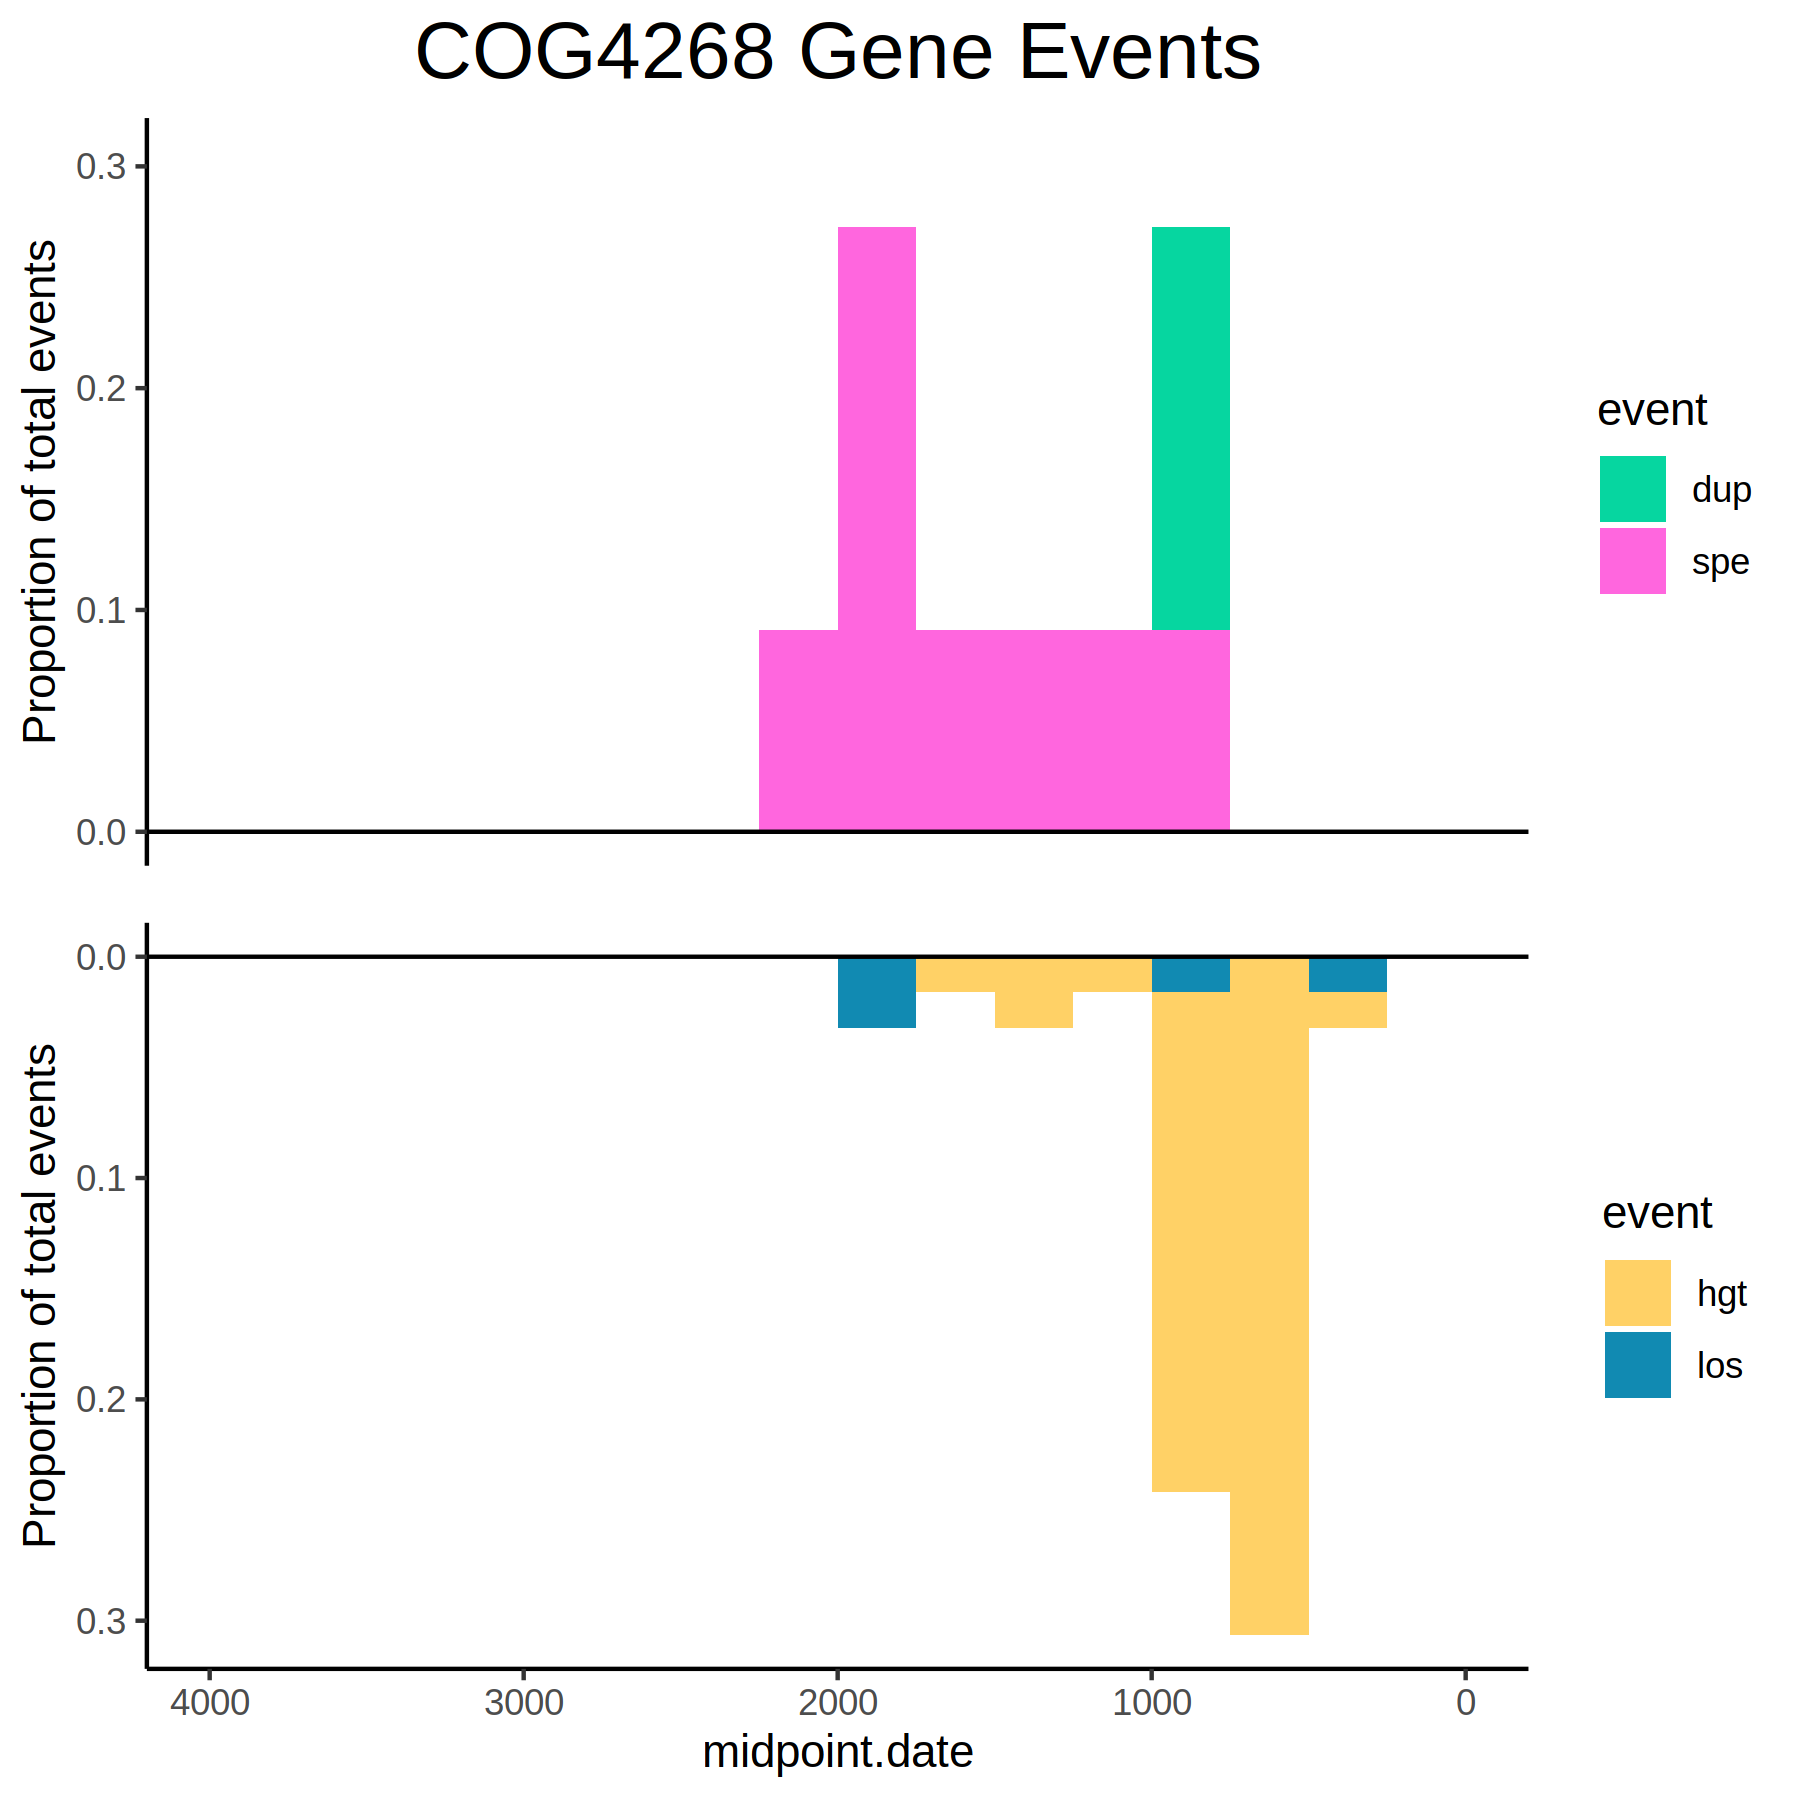 COG4268 Gene Events
Proportion of total events
0.3
0.2
0.1
0.0
event
dup
spe
Proportion of total events
0.0
0.1
0.2
0.3
event
hgt
los
4000 3000 2000 1000 0
midpoint.date